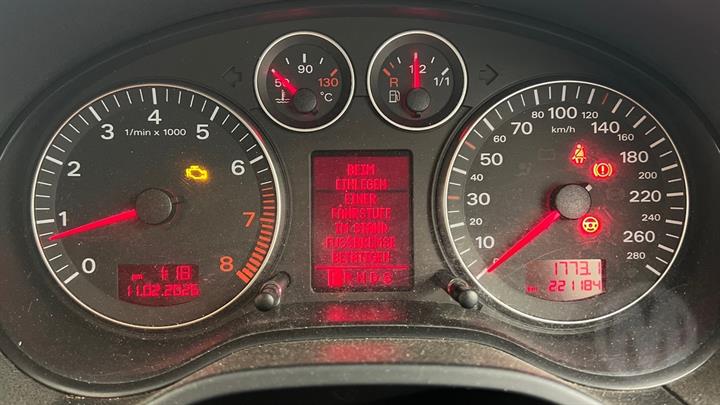 50 90 130
°C
R 1/2 1/1
1/min x 1000
0 1 2 3 4 5 6 7 8
km/h
10 30 50 60 70 80 100 120 140 160 180 200 220 240 260 280
BEIM
EINLEGEN
EINER
FAHRSTUFE
IM STAND
FUSSBREMSE
BETÄTIGEN
PRNDS
11.02.2026
1773.1
km 221184